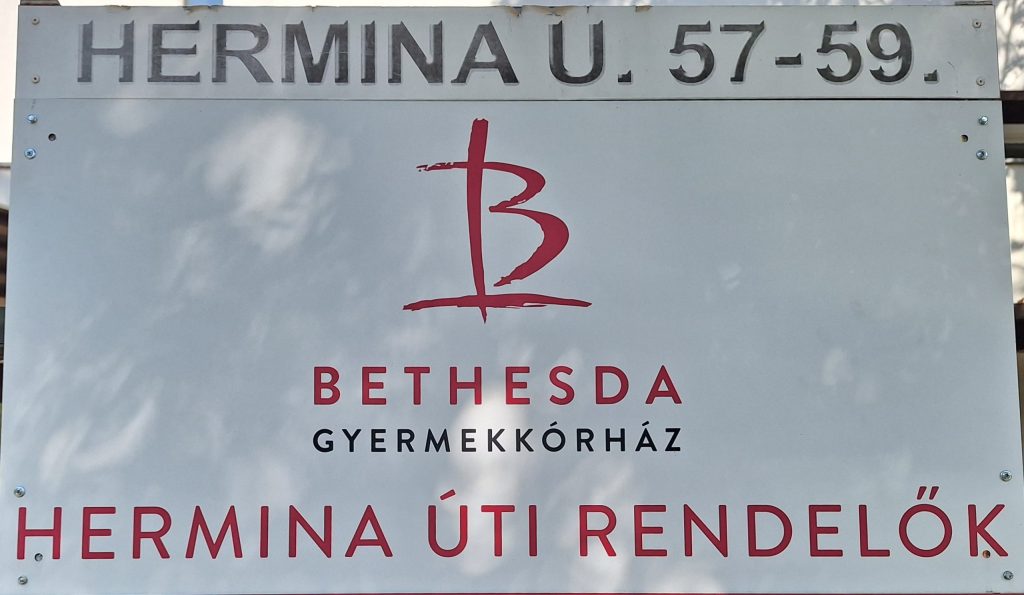 HERMINA U. 57-59.
B
BETHESDA
GYERMEKKÓRHÁZ
HERMINA ÚTI RENDELŐK